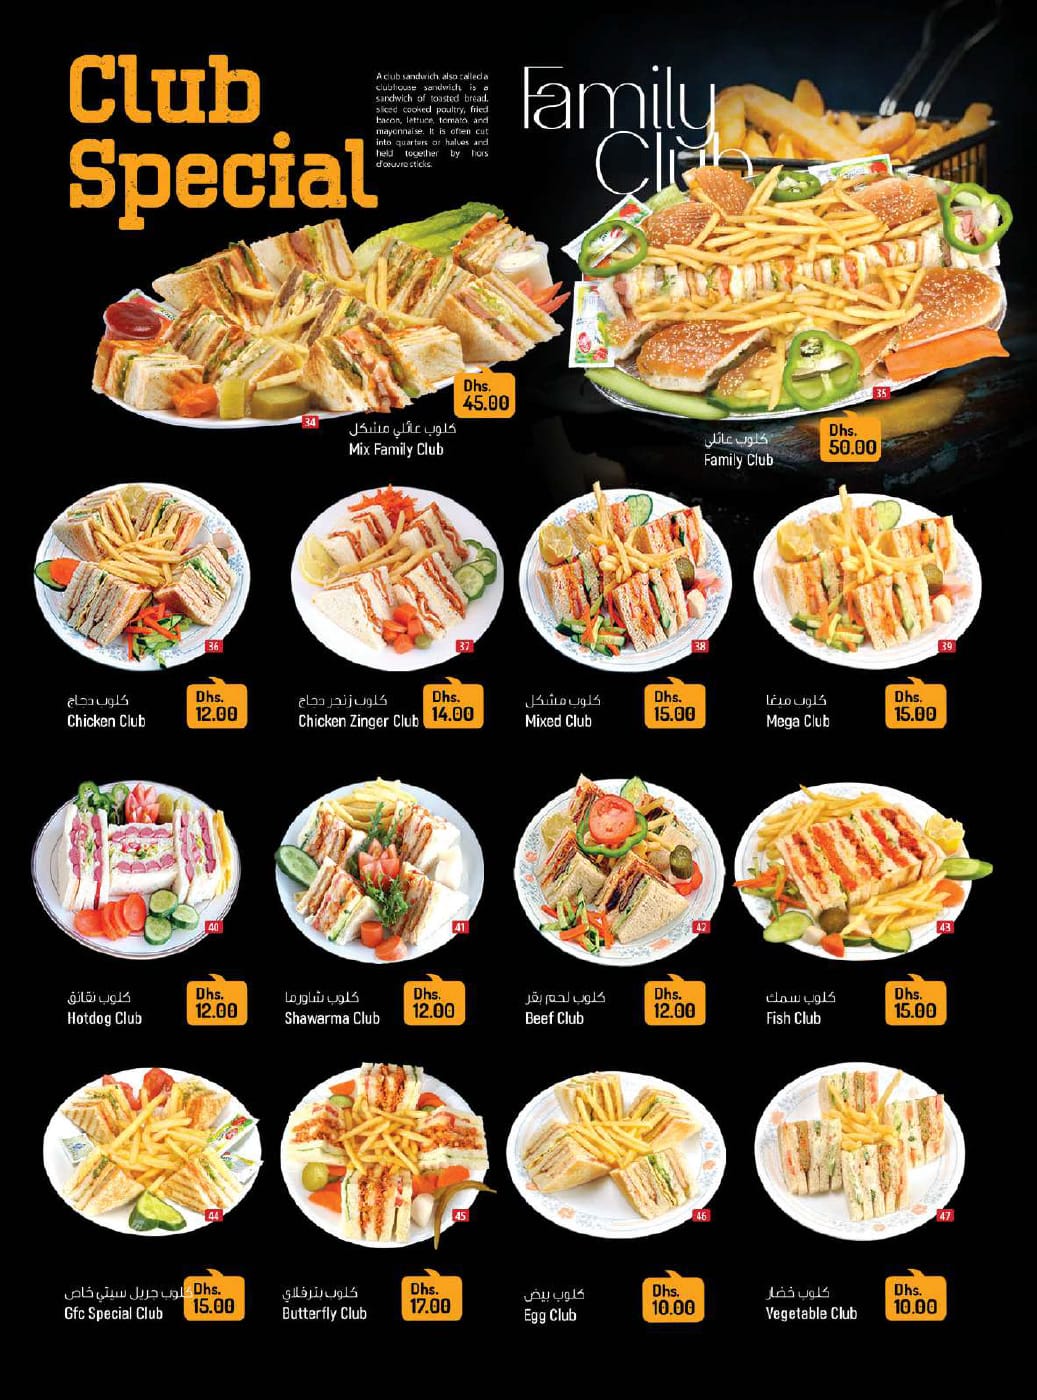 Club
Special
A club sandwich, also called a
clubhouse sandwich, is a
sandwich of toasted bread,
sliced cooked poultry, fried
bacon, lettuce, tomato, and
mayonnaise. It is often cut
into quarters or halves and
held together by hors
d'œuvre sticks.
Family
Club
34
Dhs.
45.00
كلوب عائلي مشكل
Mix Family Club
35
Dhs.
50.00
كلوب عائلي
Family Club
36
كلوب دجاج
Chicken Club
Dhs.
12.00
37
كلوب زنجر دجاج
Chicken Zinger Club
Dhs.
14.00
38
كلوب مشكل
Mixed Club
Dhs.
15.00
39
كلوب ميغا
Mega Club
Dhs.
15.00
40
كلوب نقانق
Hotdog Club
Dhs.
12.00
41
كلوب شاورما
Shawarma Club
Dhs.
12.00
42
كلوب لحم بقر
Beef Club
Dhs.
12.00
43
كلوب سمك
Fish Club
Dhs.
15.00
44
كلوب جريل سيتي خاص
Gfc Special Club
Dhs.
15.00
45
كلوب بترفلاي
Butterfly Club
Dhs.
17.00
46
كلوب بيض
Egg Club
Dhs.
10.00
47
كلوب خضار
Vegetable Club
Dhs.
10.00